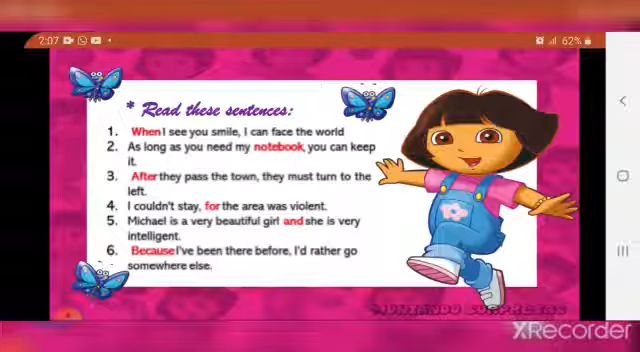 2:07
62%
* Read these sentences:
1. When I see you smile, I can face the world
2. As long as you need my notebook, you can keep
it.
3. After they pass the town, they must turn to the
left.
4. I couldn't stay, for the area was violent.
5. Michael is a very beautiful girl and she is very
intelligent.
6. Because I've been there before, I'd rather go
somewhere else.
XRecorder